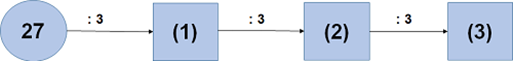 27 : 3 (1) : 3 (2) : 3 (3)